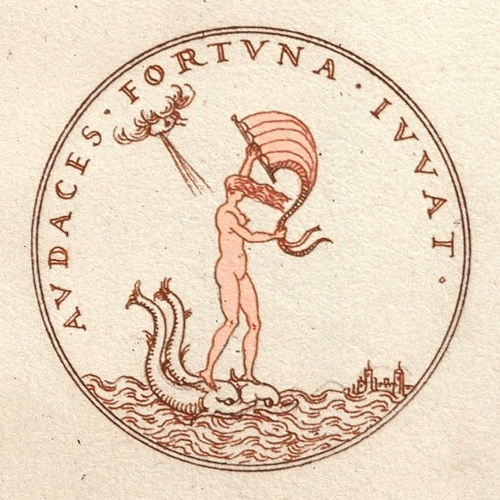 AVDACES · FORTVNA · IVVAT ·